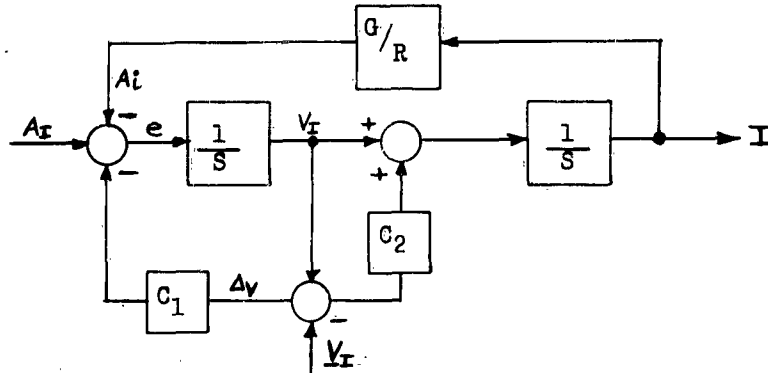 G/R
Ai
AI
-
e
1/S
VI
+
1/S
I
-
+
C2
C1
ΔV
-
VI